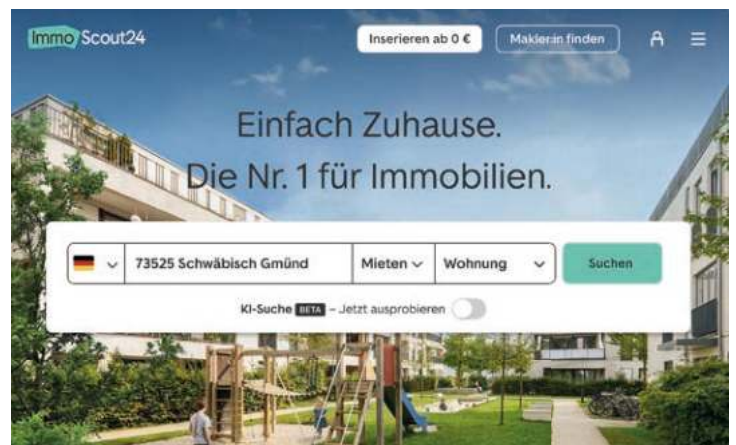 ImmoScout24
Inserieren ab 0 €
Makler:in finden
Einfach Zuhause.
Die Nr. 1 für Immobilien.
73525 Schwäbisch Gmünd
Mieten
Wohnung
Suchen
KI-Suche BETA – Jetzt ausprobieren